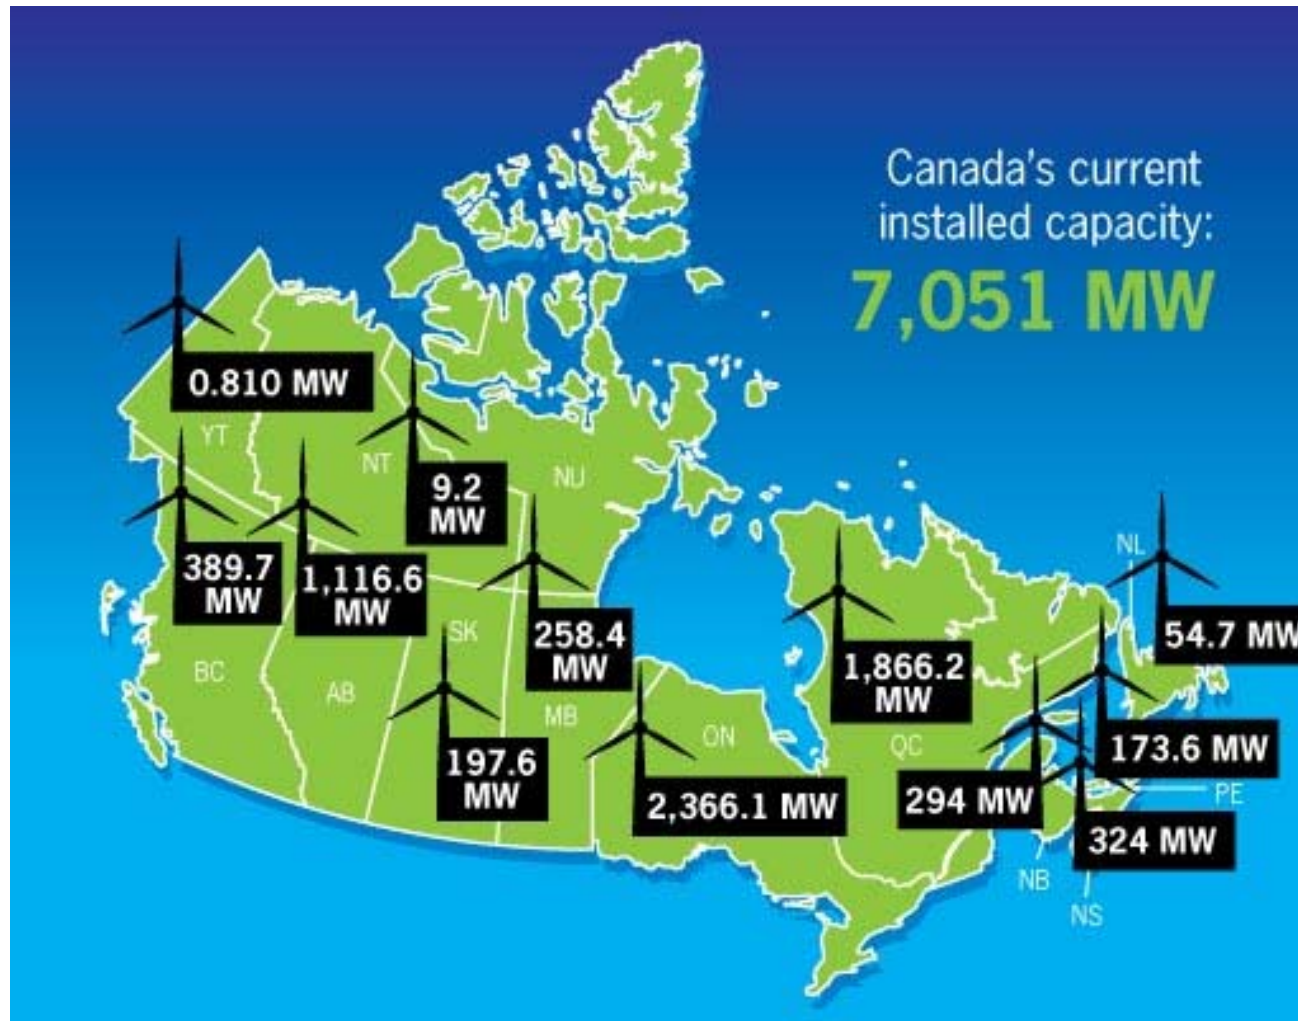 Canada's current
installed capacity:
7,051 MW
0.810 MW
YT
NT
9.2
MW
NU
389.7
MW
1,116.6
MW
NL
54.7 MW
SK
258.4
MW
1,866.2
MW
BC
AB
MB
ON
QC
173.6 MW
197.6
MW
2,366.1 MW
294 MW
PE
324 MW
NB
NS